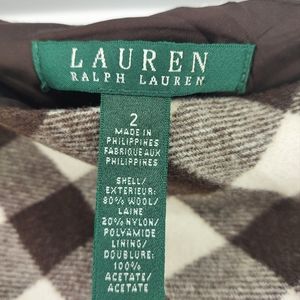 LAUREN
RALPH LAUREN
2
MADE IN
PHILIPPINES
FABRIQUE AUX
PHILIPPINES
SHELL/
EXTERIEUR:
80% WOOL/
LAINE
20% NYLON/
POLYAMIDE
LINING/
DOUBLURE:
100%
ACETATE/
ACETATE